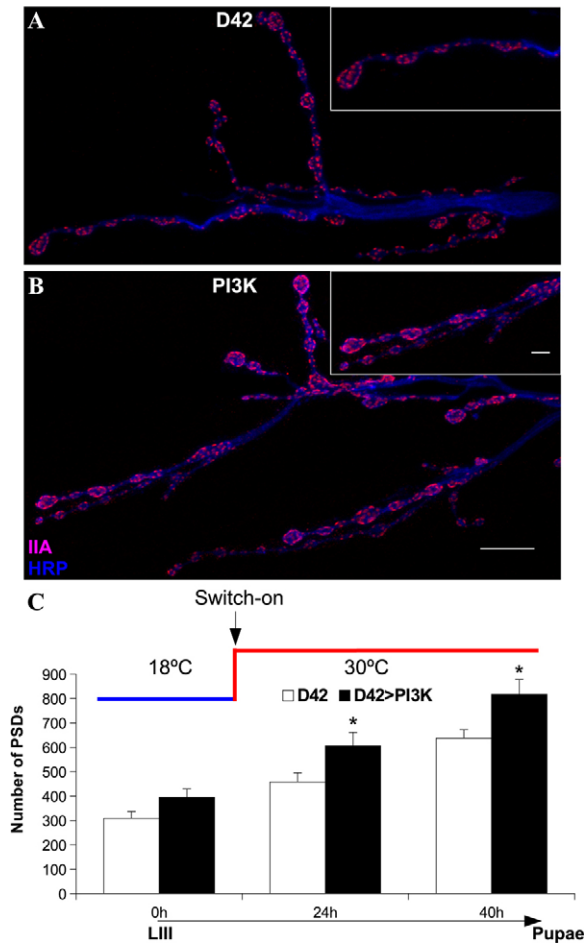 A
D42
B
PI3K
IIA
HRP
C
Switch-on
18ºC
30ºC
D42 D42>PI3K
Number of PSDs
900
800
700
600
500
400
300
200
100
0
*
*
0h
24h
40h
LIII
Pupae